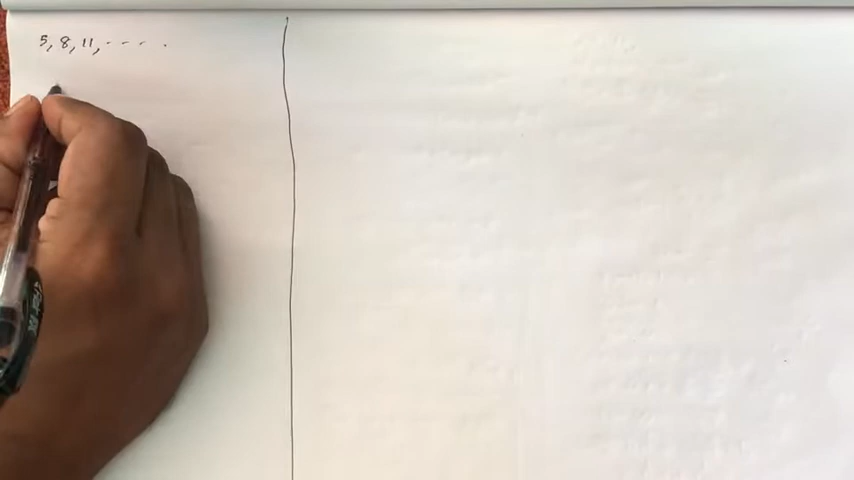 5, 8, 11, - - - - .